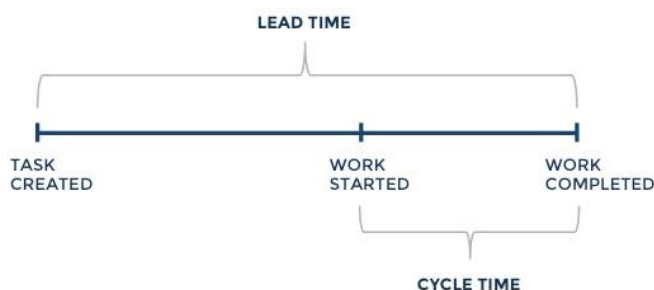 LEAD TIME
TASK
CREATED
WORK
STARTED
WORK
COMPLETED
CYCLE TIME